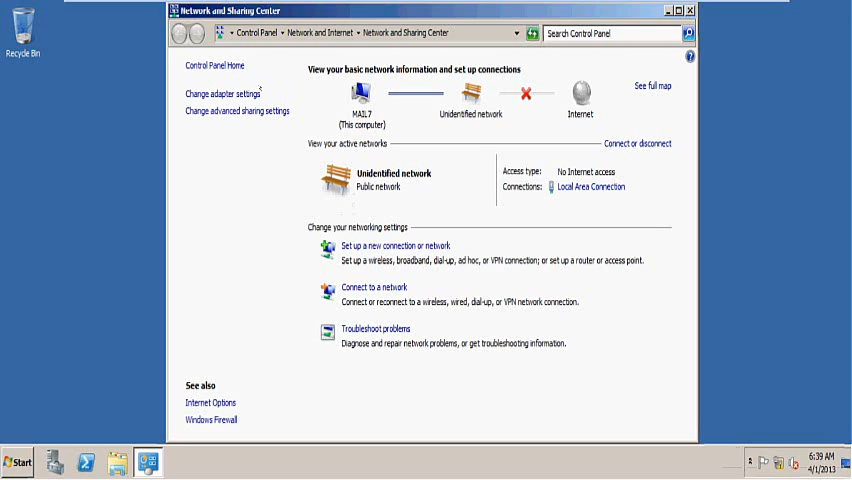 Network and Sharing Center
Control Panel
Network and Internet
Network and Sharing Center
Search Control Panel
Recycle Bin
Control Panel Home
Change adapter settings
Change advanced sharing settings
View your basic network information and set up connections
See full map
MAIL7
(This computer)
Unidentified network
Internet
View your active networks
Connect or disconnect
Unidentified network
Public network
Access type: No Internet access
Connections: Local Area Connection
Change your networking settings
Set up a new connection or network
Set up a wireless, broadband, dial-up, ad hoc, or VPN connection; or set up a router or access point.
Connect to a network
Connect or reconnect to a wireless, wired, dial-up, or VPN network connection.
Troubleshoot problems
Diagnose and repair network problems, or get troubleshooting information.
See also
Internet Options
Windows Firewall
Start
6:39 AM
4/1/2013